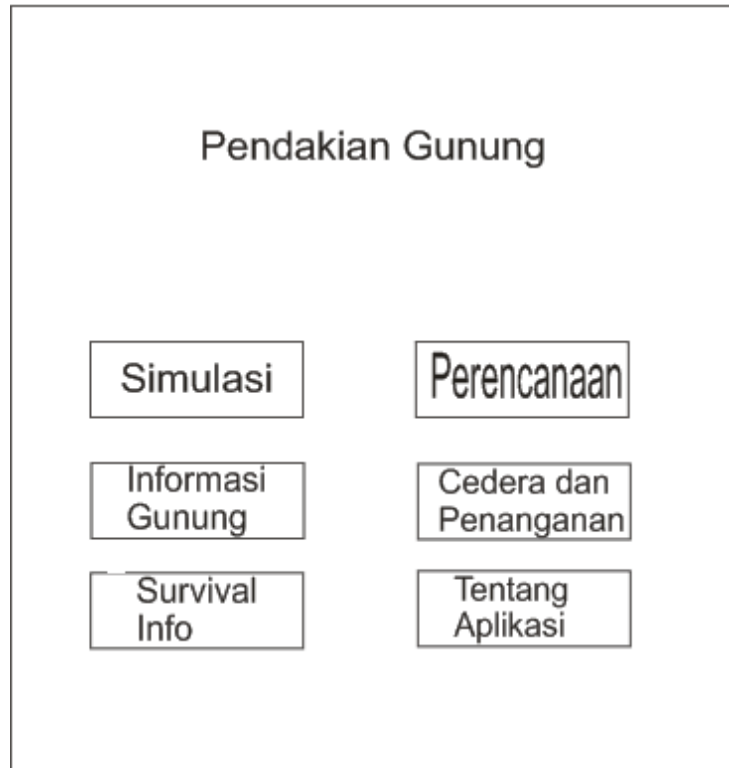 Pendakian Gunung
Simulasi
Perencanaan
Informasi
Gunung
Cedera dan
Penanganan
Survival
Info
Tentang
Aplikasi